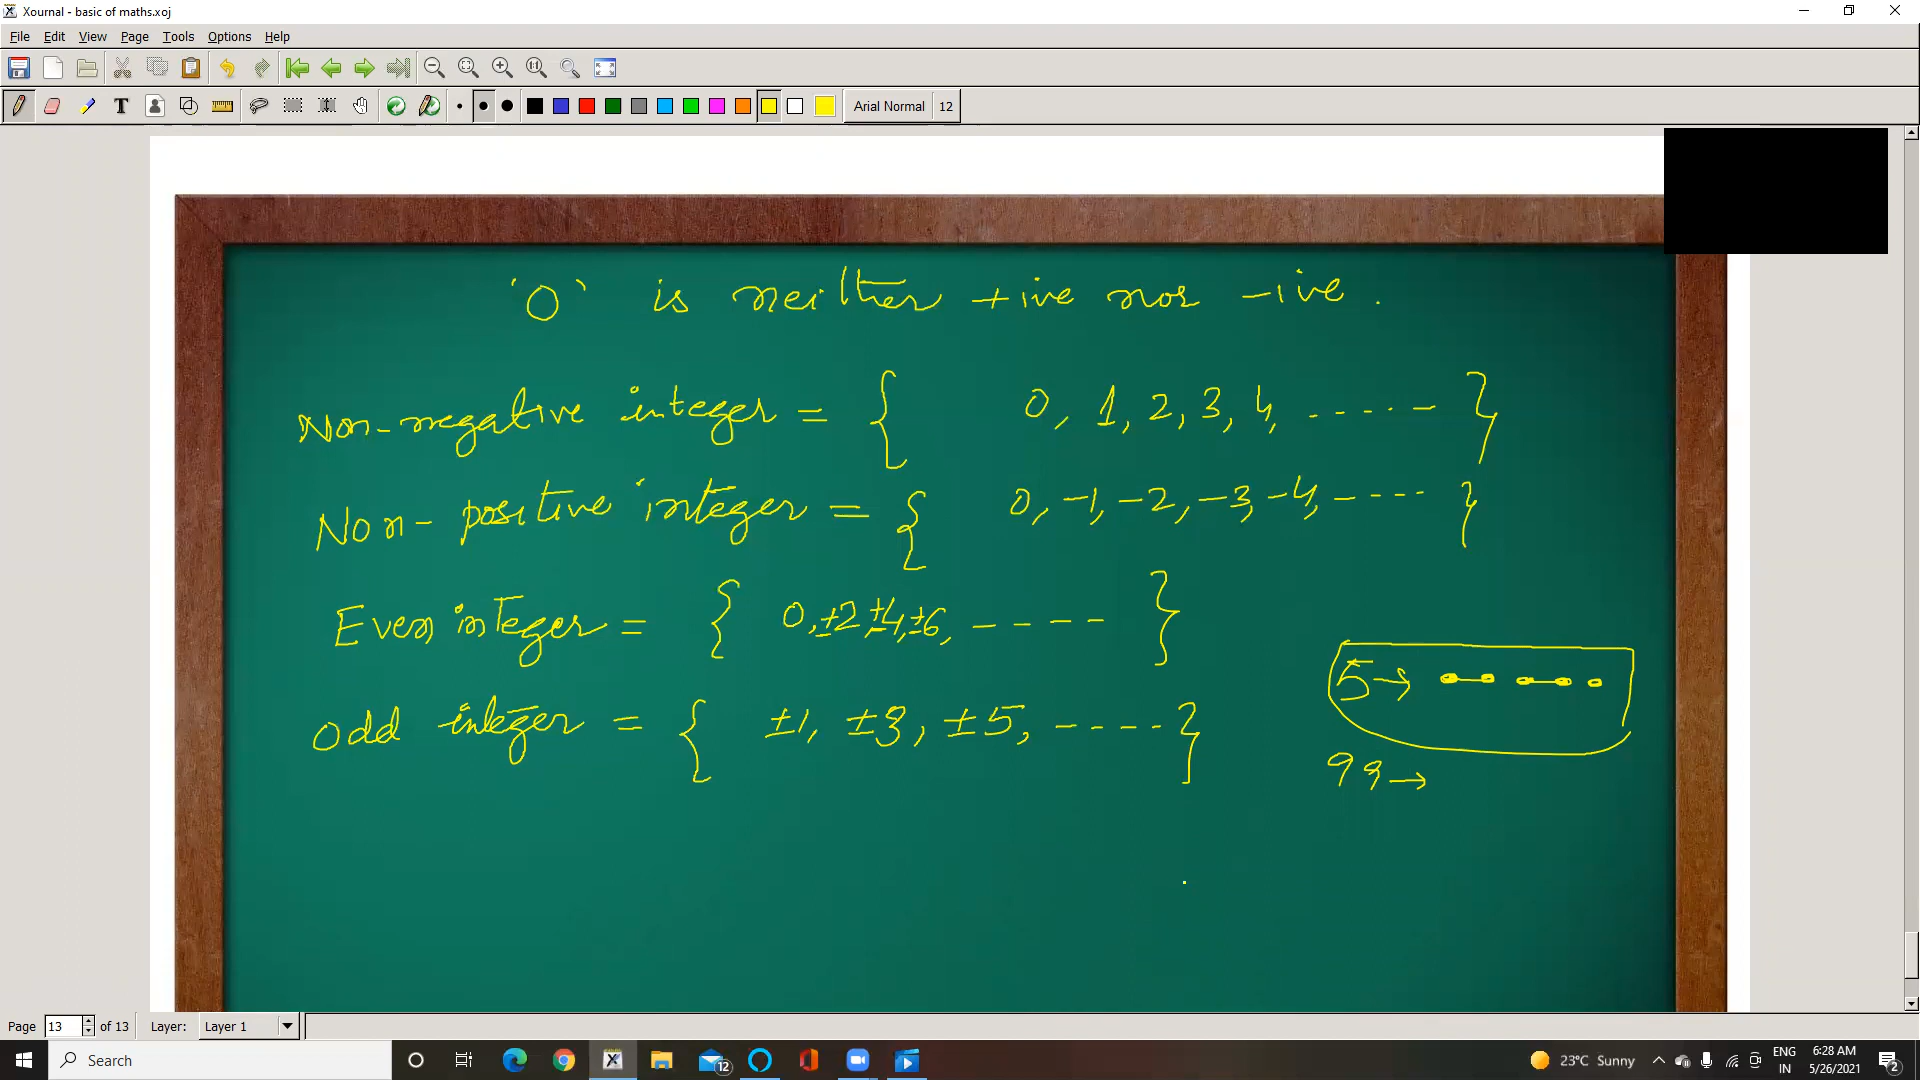 Xournal - basic of maths.xoj
File Edit View Page Tools Options Help
T Arial Normal 12
'0' is neither +ive nor -ive.
Non-negative integer = { 0, 1, 2, 3, 4, ------ }
Non-positive integer = { 0, -1, -2, -3, -4, ---- }
Even integer = { 0, ±2, ±4, ±6, ---- }
5→
odd integer = { ±1, ±3, ±5, ---- }
99→
Page 13 of 13 Layer: Layer 1
Search 12 23°C Sunny ENG IN 6:28 AM 5/26/2021 2